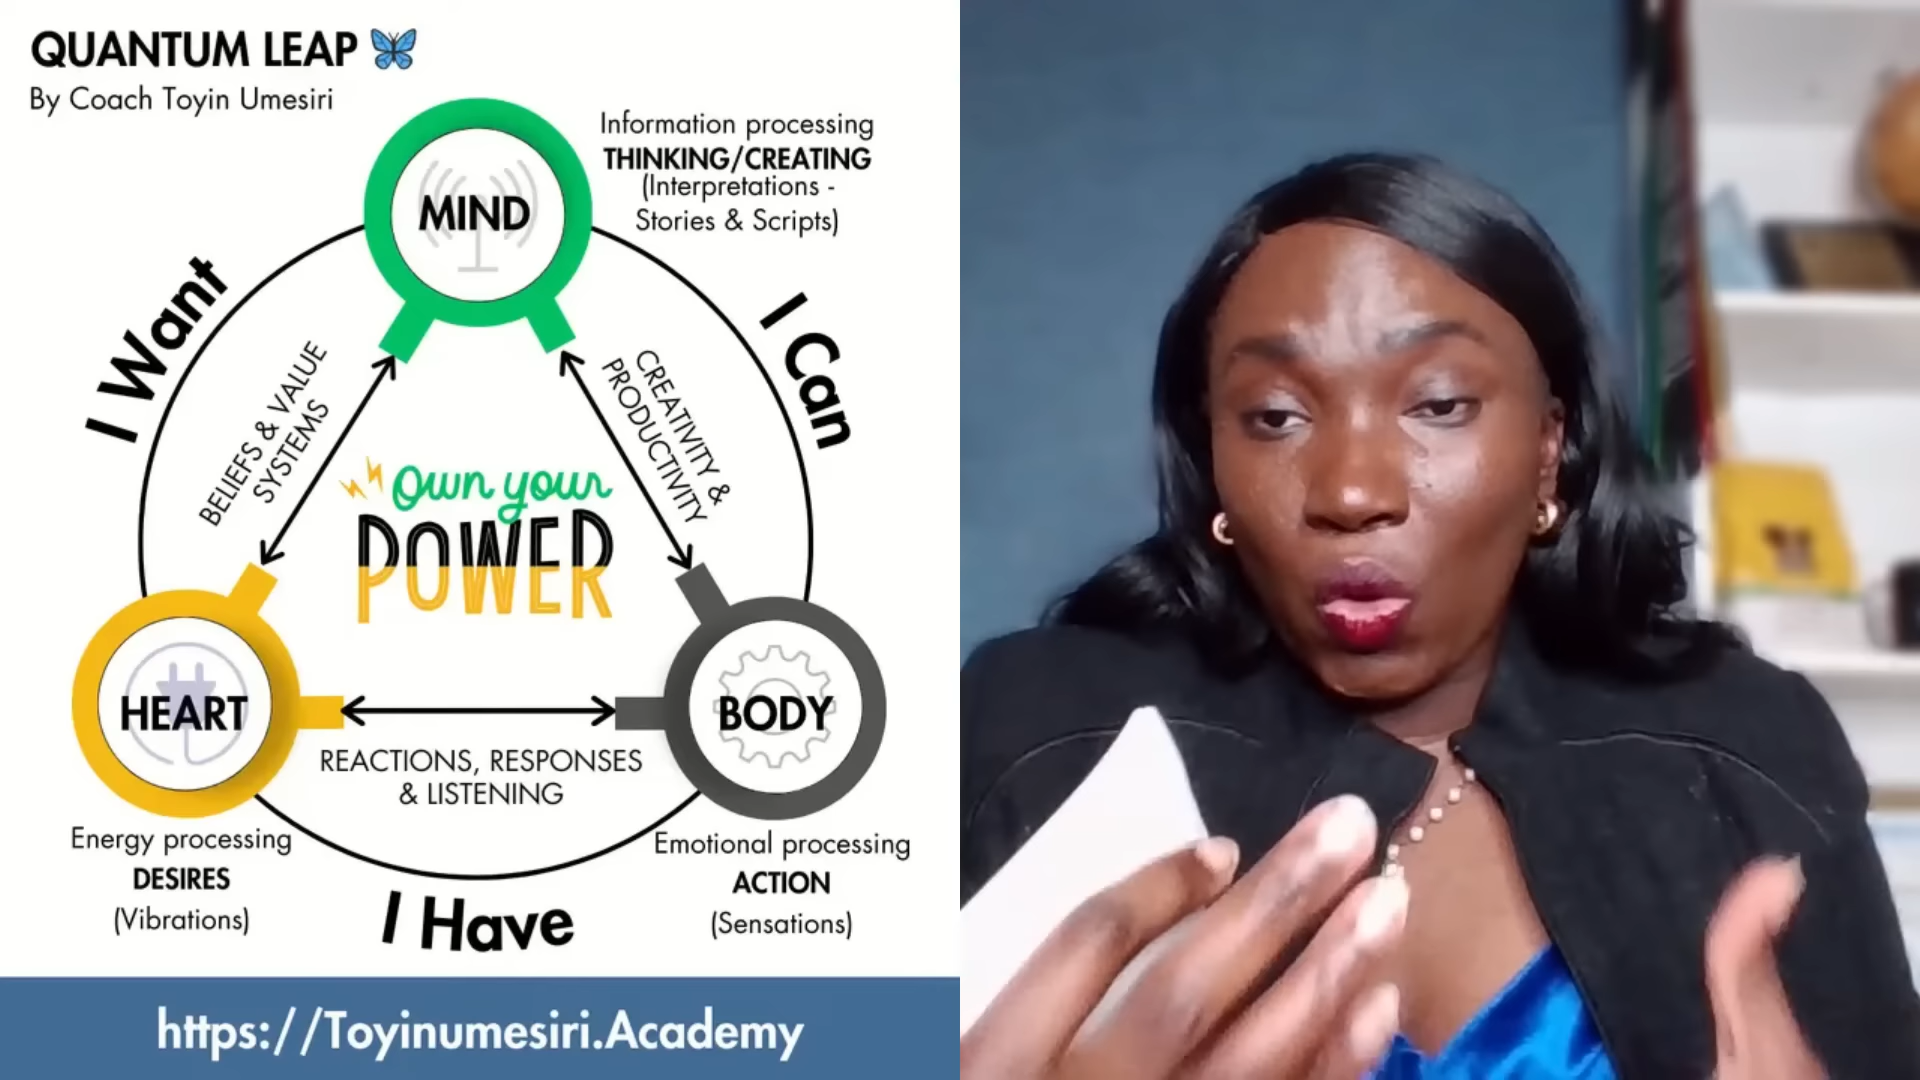 QUANTUM LEAP
By Coach Toyin Umesiri
MIND
Information processing
THINKING/CREATING
(Interpretations -
Stories & Scripts)
I Want
I Can
BELIEFS & VALUE
SYSTEMS
CREATIVITY &
PRODUCTIVITY
Own your
POWER
HEART
BODY
REACTIONS, RESPONSES
& LISTENING
Energy processing
DESIRES
(Vibrations)
Emotional processing
ACTION
(Sensations)
I Have
https://Toyinumesiri.Academy